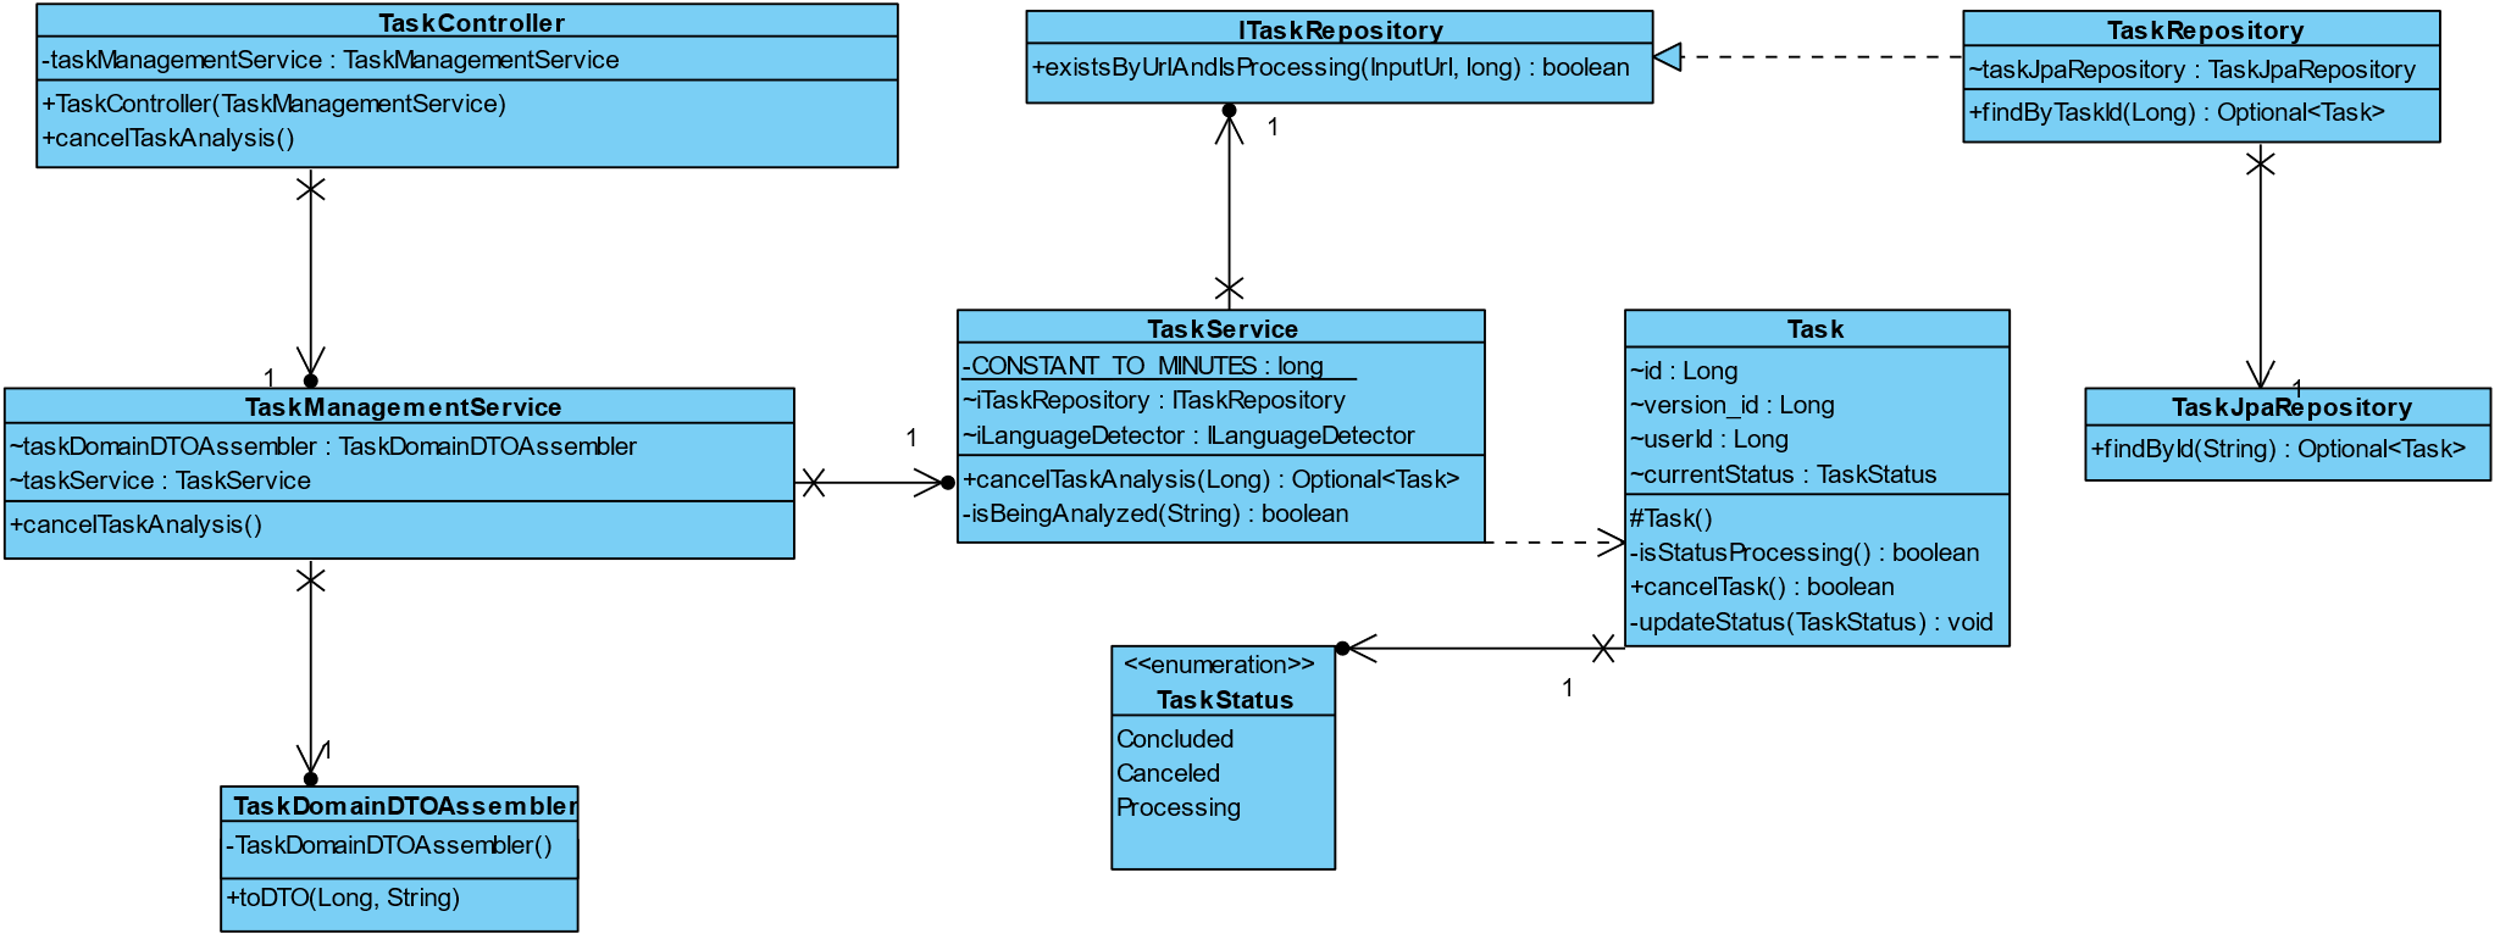 TaskController
-taskManagementService : TaskManagementService
+TaskController(TaskManagementService)
+cancelTaskAnalysis()
1
ITaskRepository
+existsByUrlAndIsProcessing(InputUrl, long) : boolean
1
TaskRepository
~taskJpaRepository : TaskJpaRepository
+findByTaskId(Long) : Optional<Task>
1
TaskManagementService
~taskDomainDTOAssembler : TaskDomainDTOAssembler
~taskService : TaskService
+cancelTaskAnalysis()
1
TaskService
-CONSTANT_TO_MINUTES : long
~iTaskRepository : ITaskRepository
~iLanguageDetector : ILanguageDetector
+cancelTaskAnalysis(Long) : Optional<Task>
-isBeingAnalyzed(String) : boolean
Task
~id : Long
~version_id : Long
~userId : Long
~currentStatus : TaskStatus
#Task()
-isStatusProcessing() : boolean
+cancelTask() : boolean
-updateStatus(TaskStatus) : void
TaskJpaRepository
+findById(String) : Optional<Task>
1
<<enumeration>>
TaskStatus
Concluded
Canceled
Processing
1
TaskDomainDTOAssembler
-TaskDomainDTOAssembler()
+toDTO(Long, String)